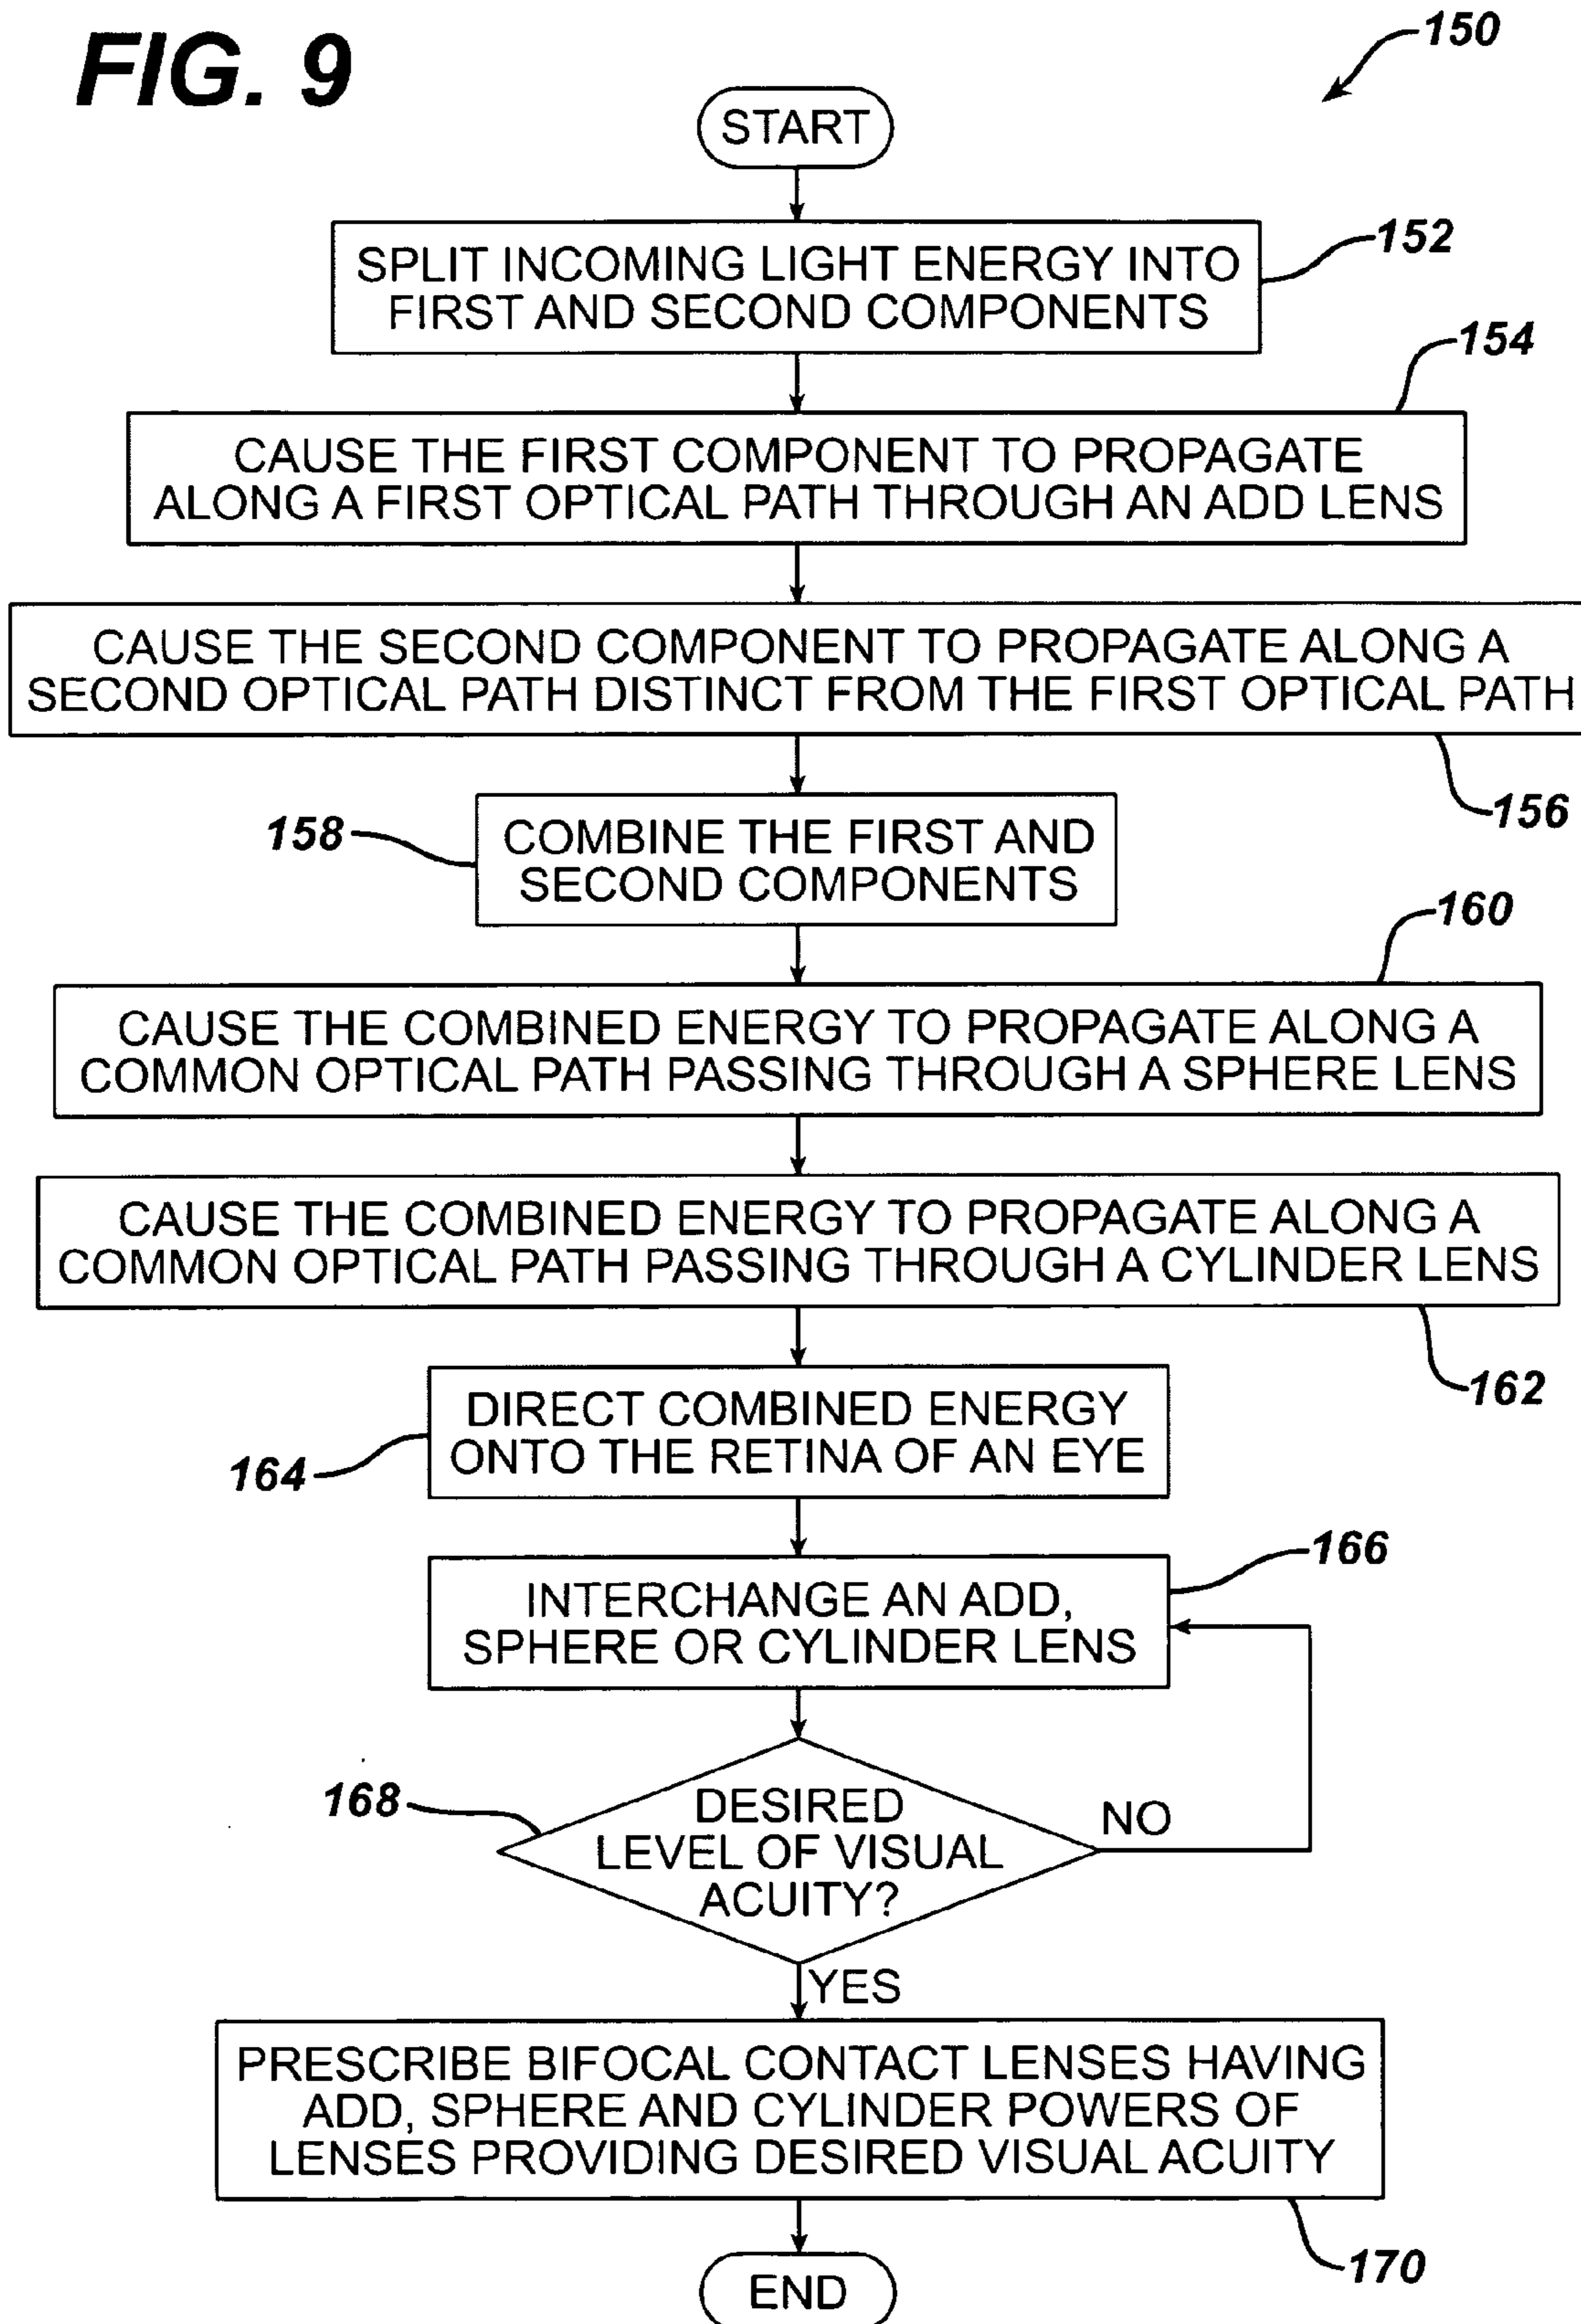 FIG. 9
150
START
SPLIT INCOMING LIGHT ENERGY INTO
FIRST AND SECOND COMPONENTS
152
154
CAUSE THE FIRST COMPONENT TO PROPAGATE
ALONG A FIRST OPTICAL PATH THROUGH AN ADD LENS
CAUSE THE SECOND COMPONENT TO PROPAGATE ALONG A
SECOND OPTICAL PATH DISTINCT FROM THE FIRST OPTICAL PATH
156
158
COMBINE THE FIRST AND
SECOND COMPONENTS
160
CAUSE THE COMBINED ENERGY TO PROPAGATE ALONG A
COMMON OPTICAL PATH PASSING THROUGH A SPHERE LENS
CAUSE THE COMBINED ENERGY TO PROPAGATE ALONG A
COMMON OPTICAL PATH PASSING THROUGH A CYLINDER LENS
162
DIRECT COMBINED ENERGY
ONTO THE RETINA OF AN EYE
164
166
INTERCHANGE AN ADD,
SPHERE OR CYLINDER LENS
168
DESIRED
LEVEL OF VISUAL
ACUITY?
NO
YES
PRESCRIBE BIFOCAL CONTACT LENSES HAVING
ADD, SPHERE AND CYLINDER POWERS OF
LENSES PROVIDING DESIRED VISUAL ACUITY
170
END